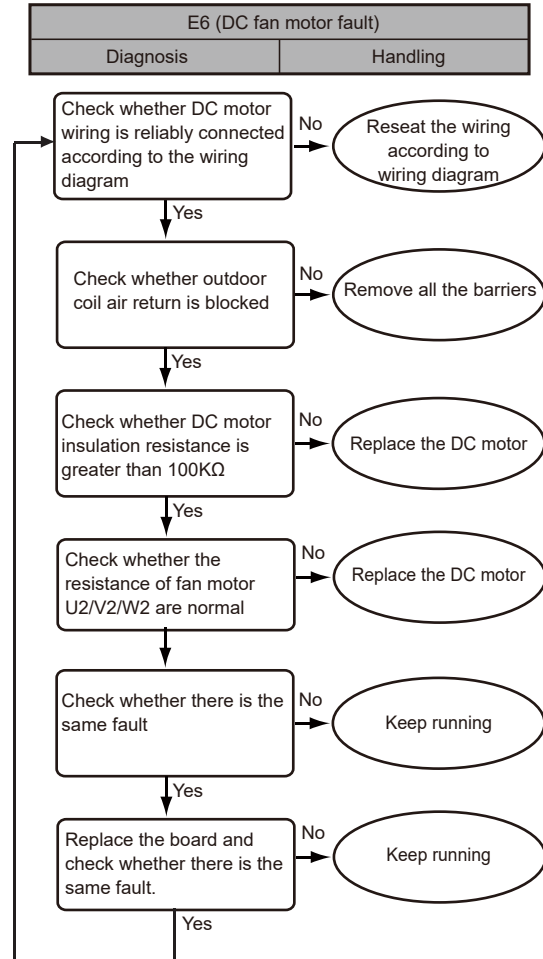 E6 (DC fan motor fault)
Diagnosis
Handling
Check whether DC motor
wiring is reliably connected
according to the wiring
diagram
No
Reseat the wiring
according to
wiring diagram
Yes
Check whether outdoor
coil air return is blocked
No
Remove all the barriers
Yes
Check whether DC motor
insulation resistance is
greater than 100KΩ
No
Replace the DC motor
Yes
Check whether the
resistance of fan motor
U2/V2/W2 are normal
No
Replace the DC motor
Check whether there is the
same fault
No
Keep running
Yes
Replace the board and
check whether there is the
same fault.
No
Keep running
Yes